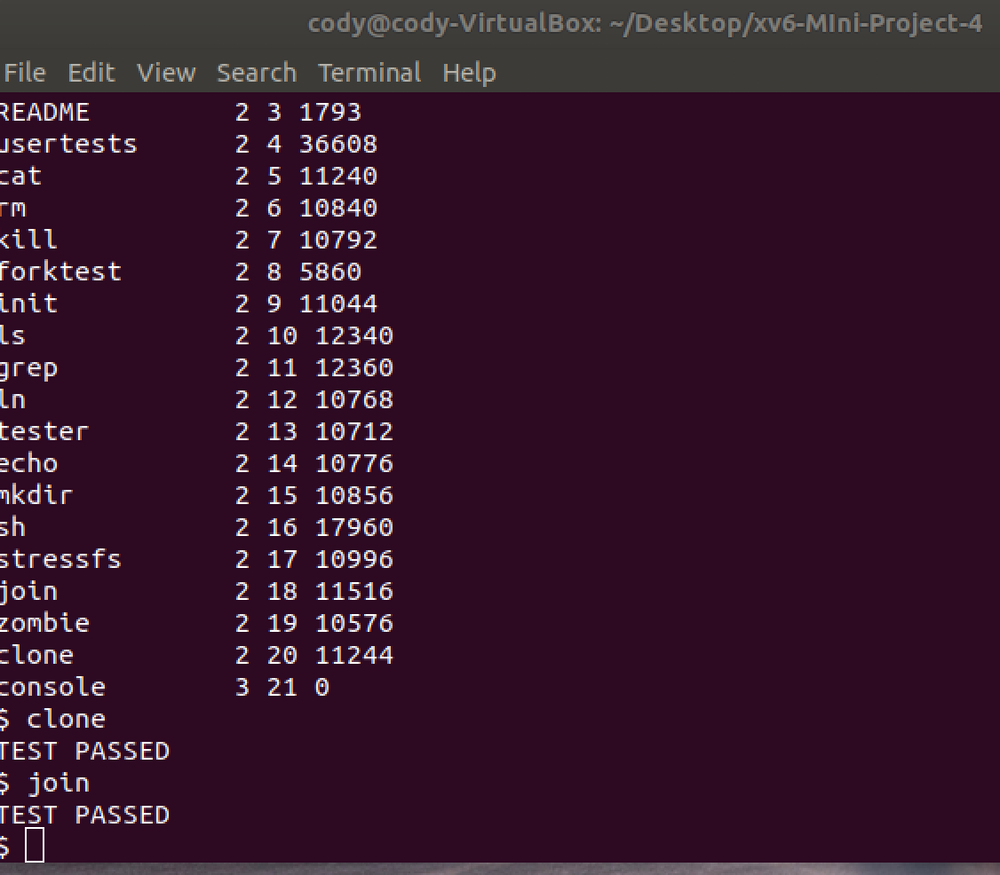 cody@cody-VirtualBox: ~/Desktop/xv6-MIni-Project-4
File Edit View Search Terminal Help
README 2 3 1793
usertests 2 4 36608
cat 2 5 11240
rm 2 6 10840
kill 2 7 10792
forktest 2 8 5860
init 2 9 11044
ls 2 10 12340
grep 2 11 12360
ln 2 12 10768
tester 2 13 10712
echo 2 14 10776
mkdir 2 15 10856
sh 2 16 17960
stressfs 2 17 10996
join 2 18 11516
zombie 2 19 10576
clone 2 20 11244
console 3 21 0
$ clone
TEST PASSED
$ join
TEST PASSED
$